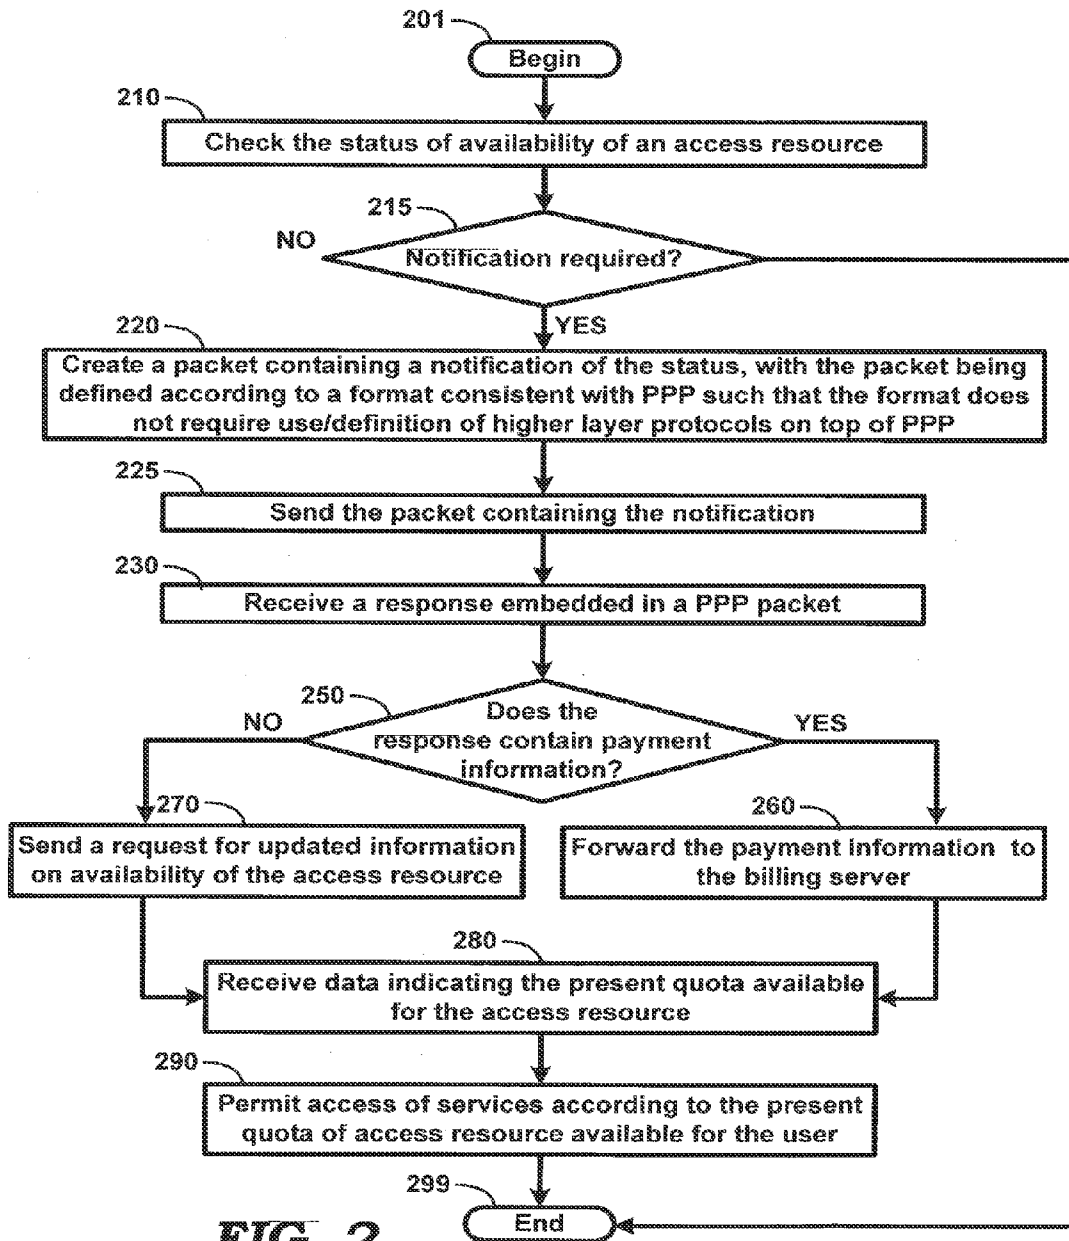 201
Begin
210
Check the status of availability of an access resource
215
NO
Notification required?
YES
220
Create a packet containing a notification of the status, with the packet being
defined according to a format consistent with PPP such that the format does
not require use/definition of higher layer protocols on top of PPP
225
Send the packet containing the notification
230
Receive a response embedded in a PPP packet
250
NO
Does the
response contain payment
information?
YES
270
Send a request for updated information
on availability of the access resource
260
Forward the payment information to
the billing server
280
Receive data indicating the present quota available
for the access resource
290
Permit access of services according to the present
quota of access resource available for the user
299
End
FIG. 2